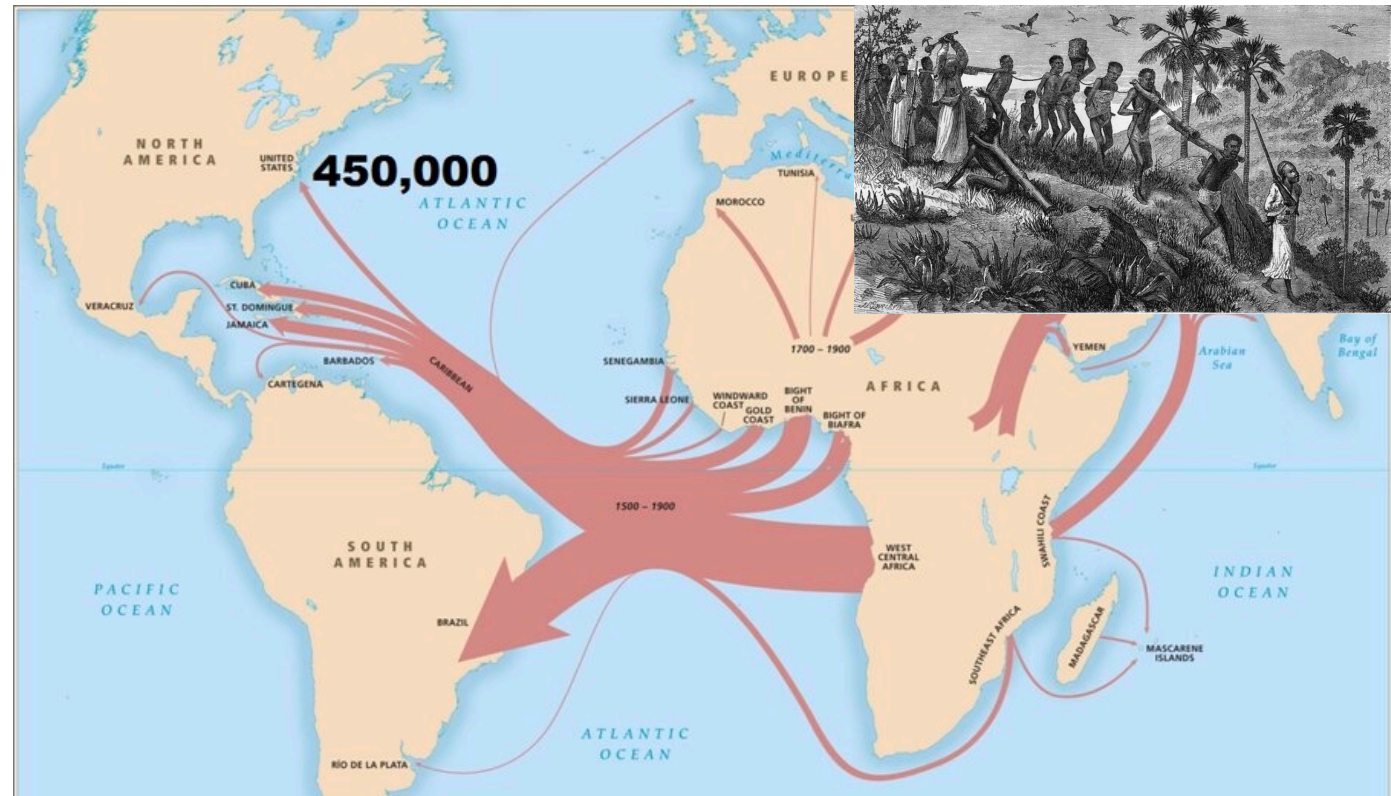 NORTH
AMERICA
UNITED
STATES
450,000
ATLANTIC
OCEAN
EUROPE
TUNISIA
MOROCCO
VERACRUZ
CUBA
ST. DOMINGUE
JAMAICA
BARBADOS
CARTEGENA
CARIBBEAN
1700 – 1900
SENEGAMBIA
SIERRA LEONE
WINDWARD
COAST
GOLD
COAST
BIGHT
OF
BENIN
BIGHT OF
BIAFRA
AFRICA
YEMEN
Arabian
Sea
Bay of
Bengal
Equator
Equator
1500 – 1900
SOUTH
AMERICA
WEST
CENTRAL
AFRICA
SWAHILI COAST
PACIFIC
OCEAN
INDIAN
OCEAN
BRAZIL
SOUTHEAST AFRICA
MADAGASCAR
MASCARENE
ISLANDS
ATLANTIC
OCEAN
RÍO DE LA PLATA